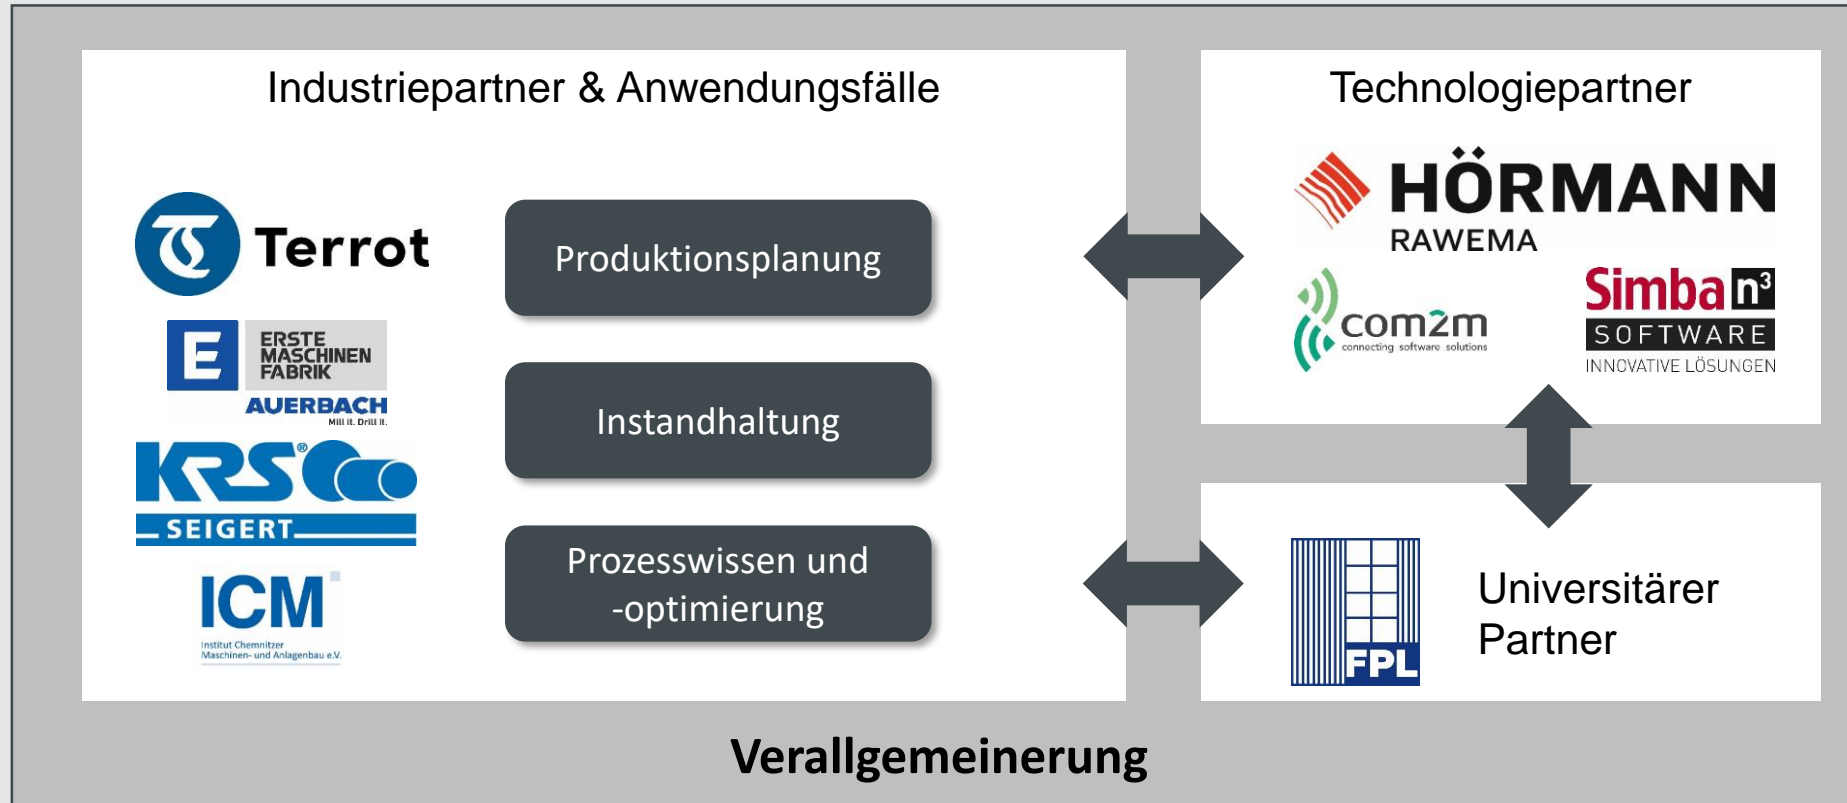 Industriepartner & Anwendungsfälle
Terrot
E
ERSTE
MASCHINEN
FABRIK
AUERBACH
Mill it. Drill it.
KRS®
SEIGERT
ICM
Institut Chemnitzer
Maschinen- und Anlagenbau e.V.
Produktionsplanung
Instandhaltung
Prozesswissen und
-optimierung
Technologiepartner
HÖRMANN
RAWEMA
com2m
connecting software solutions
Simba n³
SOFTWARE
INNOVATIVE LÖSUNGEN
FPL
Universitärer
Partner
Verallgemeinerung